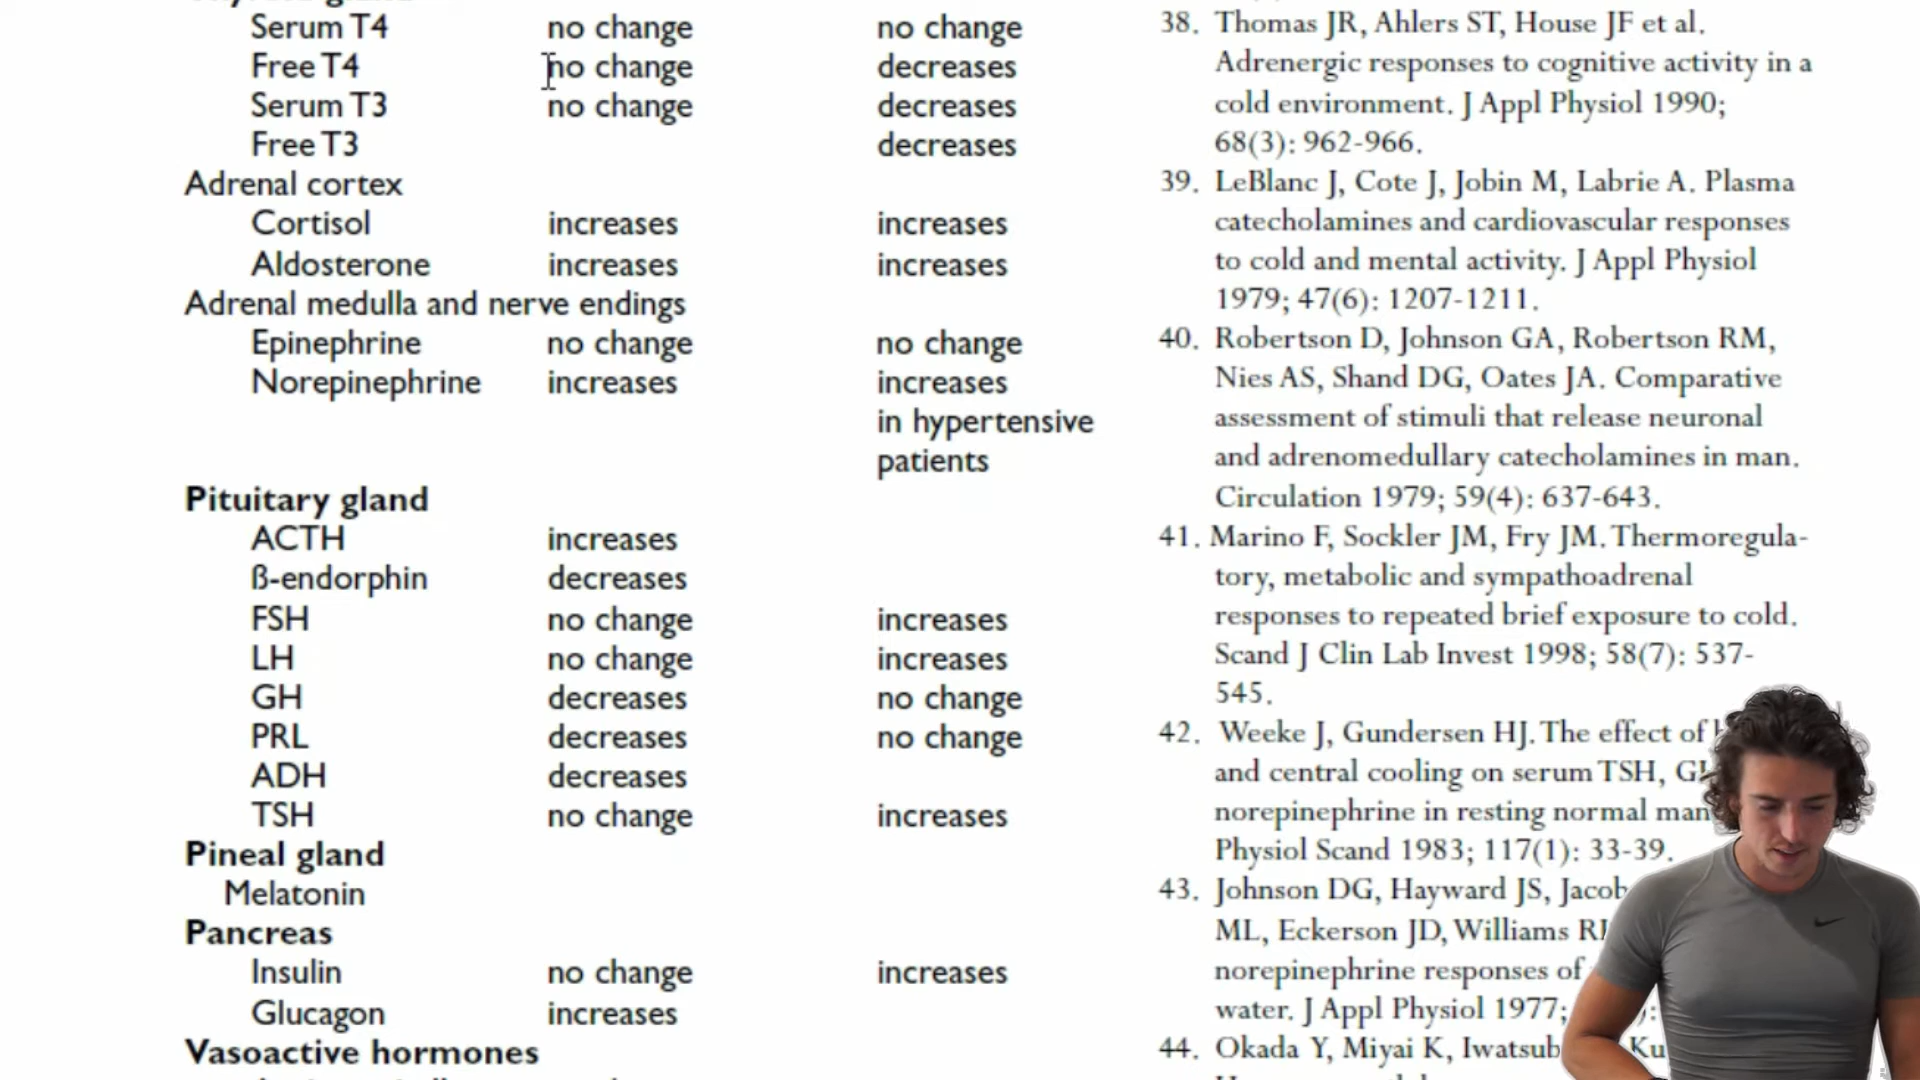 Serum T4 no change no change
Free T4 no change decreases
Serum T3 no change decreases
Free T3 decreases
Adrenal cortex
Cortisol increases increases
Aldosterone increases increases
Adrenal medulla and nerve endings
Epinephrine no change no change
Norepinephrine increases increases
in hypertensive
patients
Pituitary gland
ACTH increases
ß-endorphin decreases
FSH no change increases
LH no change increases
GH decreases no change
PRL decreases no change
ADH decreases
TSH no change increases
Pineal gland
Melatonin
Pancreas
Insulin no change increases
Glucagon increases
Vasoactive hormones
38. Thomas JR, Ahlers ST, House JF et al.
Adrenergic responses to cognitive activity in a
cold environment. J Appl Physiol 1990;
68(3): 962-966.
39. LeBlanc J, Cote J, Jobin M, Labrie A. Plasma
catecholamines and cardiovascular responses
to cold and mental activity. J Appl Physiol
1979; 47(6): 1207-1211.
40. Robertson D, Johnson GA, Robertson RM,
Nies AS, Shand DG, Oates JA. Comparative
assessment of stimuli that release neuronal
and adrenomedullary catecholamines in man.
Circulation 1979; 59(4): 637-643.
41. Marino F, Sockler JM, Fry JM. Thermoregula-
tory, metabolic and sympathoadrenal
responses to repeated brief exposure to cold.
Scand J Clin Lab Invest 1998; 58(7): 537-
545.
42. Weeke J, Gundersen HJ. The effect of
and central cooling on serum TSH,
norepinephrine in resting normal man
Physiol Scand 1983; 117(1): 33-39.
43. Johnson DG, Hayward JS,
ML, Eckerson JD, Williams
norepinephrine responses of
water. J Appl Physiol 1977;
44. Okada Y, Miyai K,